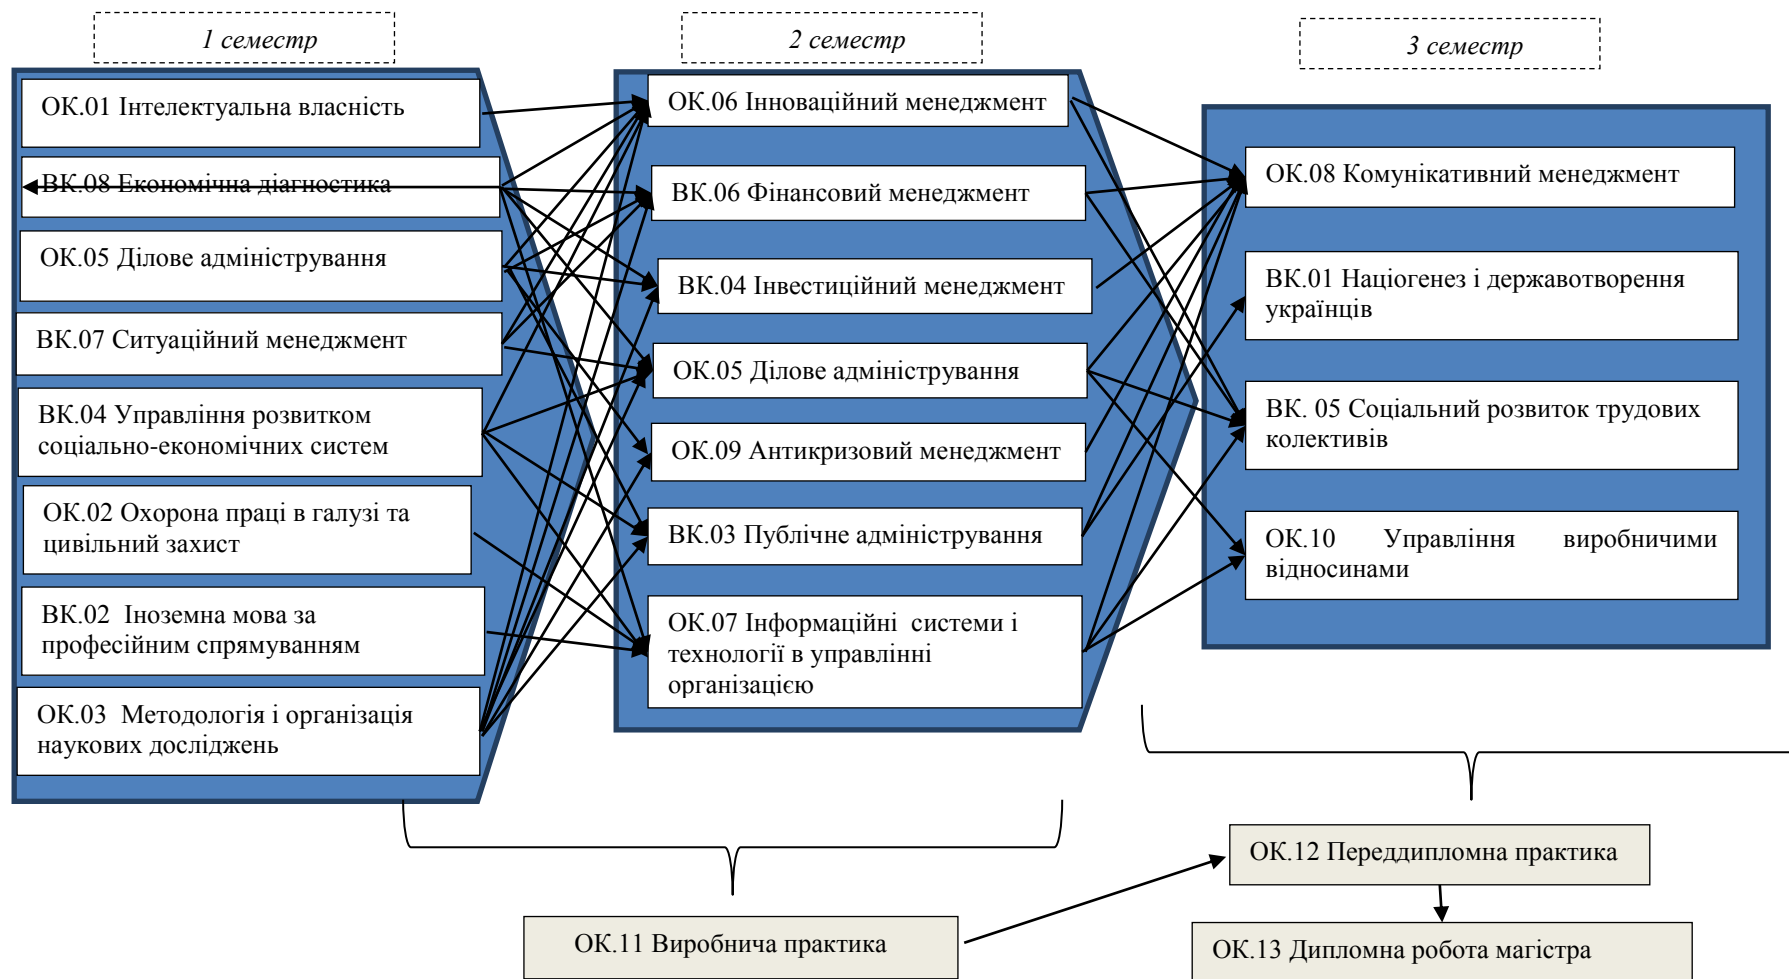 1 семестр
ОК.01 Інтелектуальна власність
ВК.08 Економічна діагностика
ОК.05 Ділове адміністрування
ВК.07 Ситуаційний менеджмент
ВК.04 Управління розвитком
соціально-економічних систем
ОК.02 Охорона праці в галузі та
цивільний захист
ВК.02 Іноземна мова за
професійним спрямуванням
ОК.03 Методологія і організація
наукових досліджень
2 семестр
ОК.06 Інноваційний менеджмент
ВК.06 Фінансовий менеджмент
ВК.04 Інвестиційний менеджмент
ОК.05 Ділове адміністрування
ОК.09 Антикризовий менеджмент
ВК.03 Публічне адміністрування
ОК.07 Інформаційні системи і
технології в управлінні
організацією
3 семестр
ОК.08 Комунікативний менеджмент
ВК.01 Націогенез і державотворення
українців
ВК. 05 Соціальний розвиток трудових
колективів
ОК.10 Управління виробничими
відносинами
ОК.11 Виробнича практика
ОК.12 Переддипломна практика
ОК.13 Дипломна робота магістра